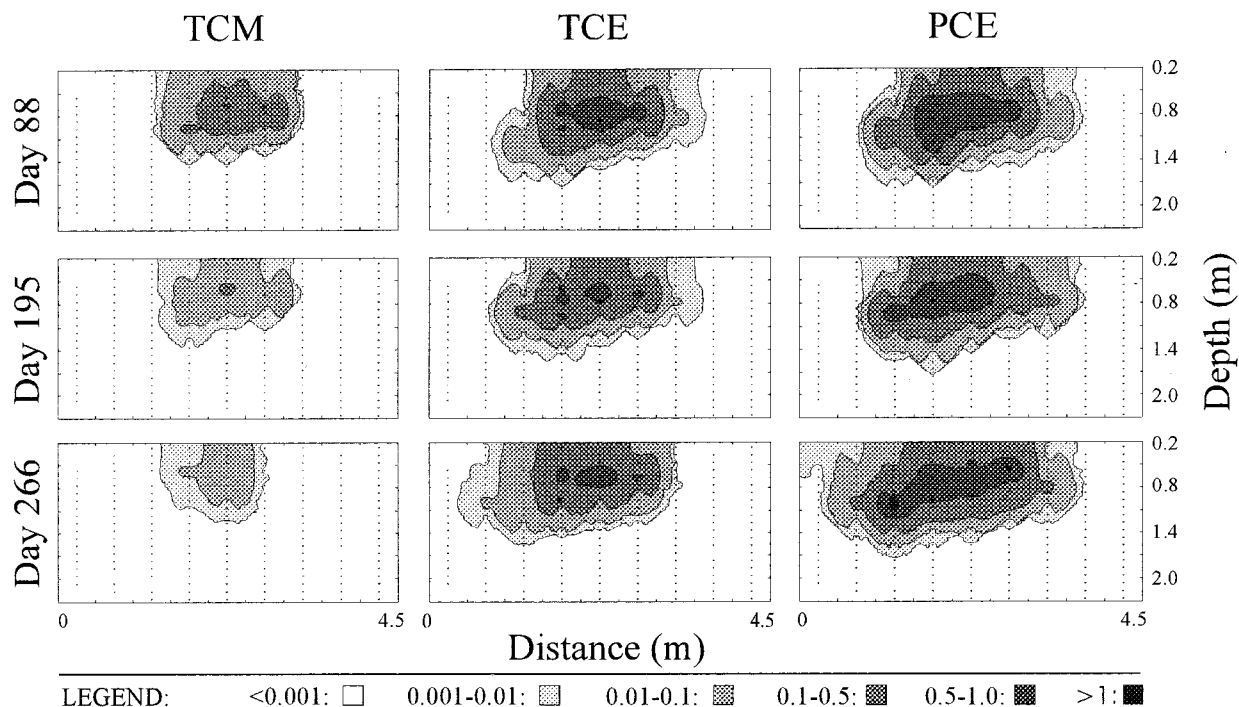 TCM TCE PCE
Day 88
0.2
0.8
1.4
2.0
Day 195
0.2
0.8
1.4
2.0
Day 266
0.2
0.8
1.4
2.0
Depth (m)
0 4.5 0 4.5 0 4.5
Distance (m)
LEGEND: <0.001: 0.001-0.01: 0.01-0.1: 0.1-0.5: 0.5-1.0: >1: